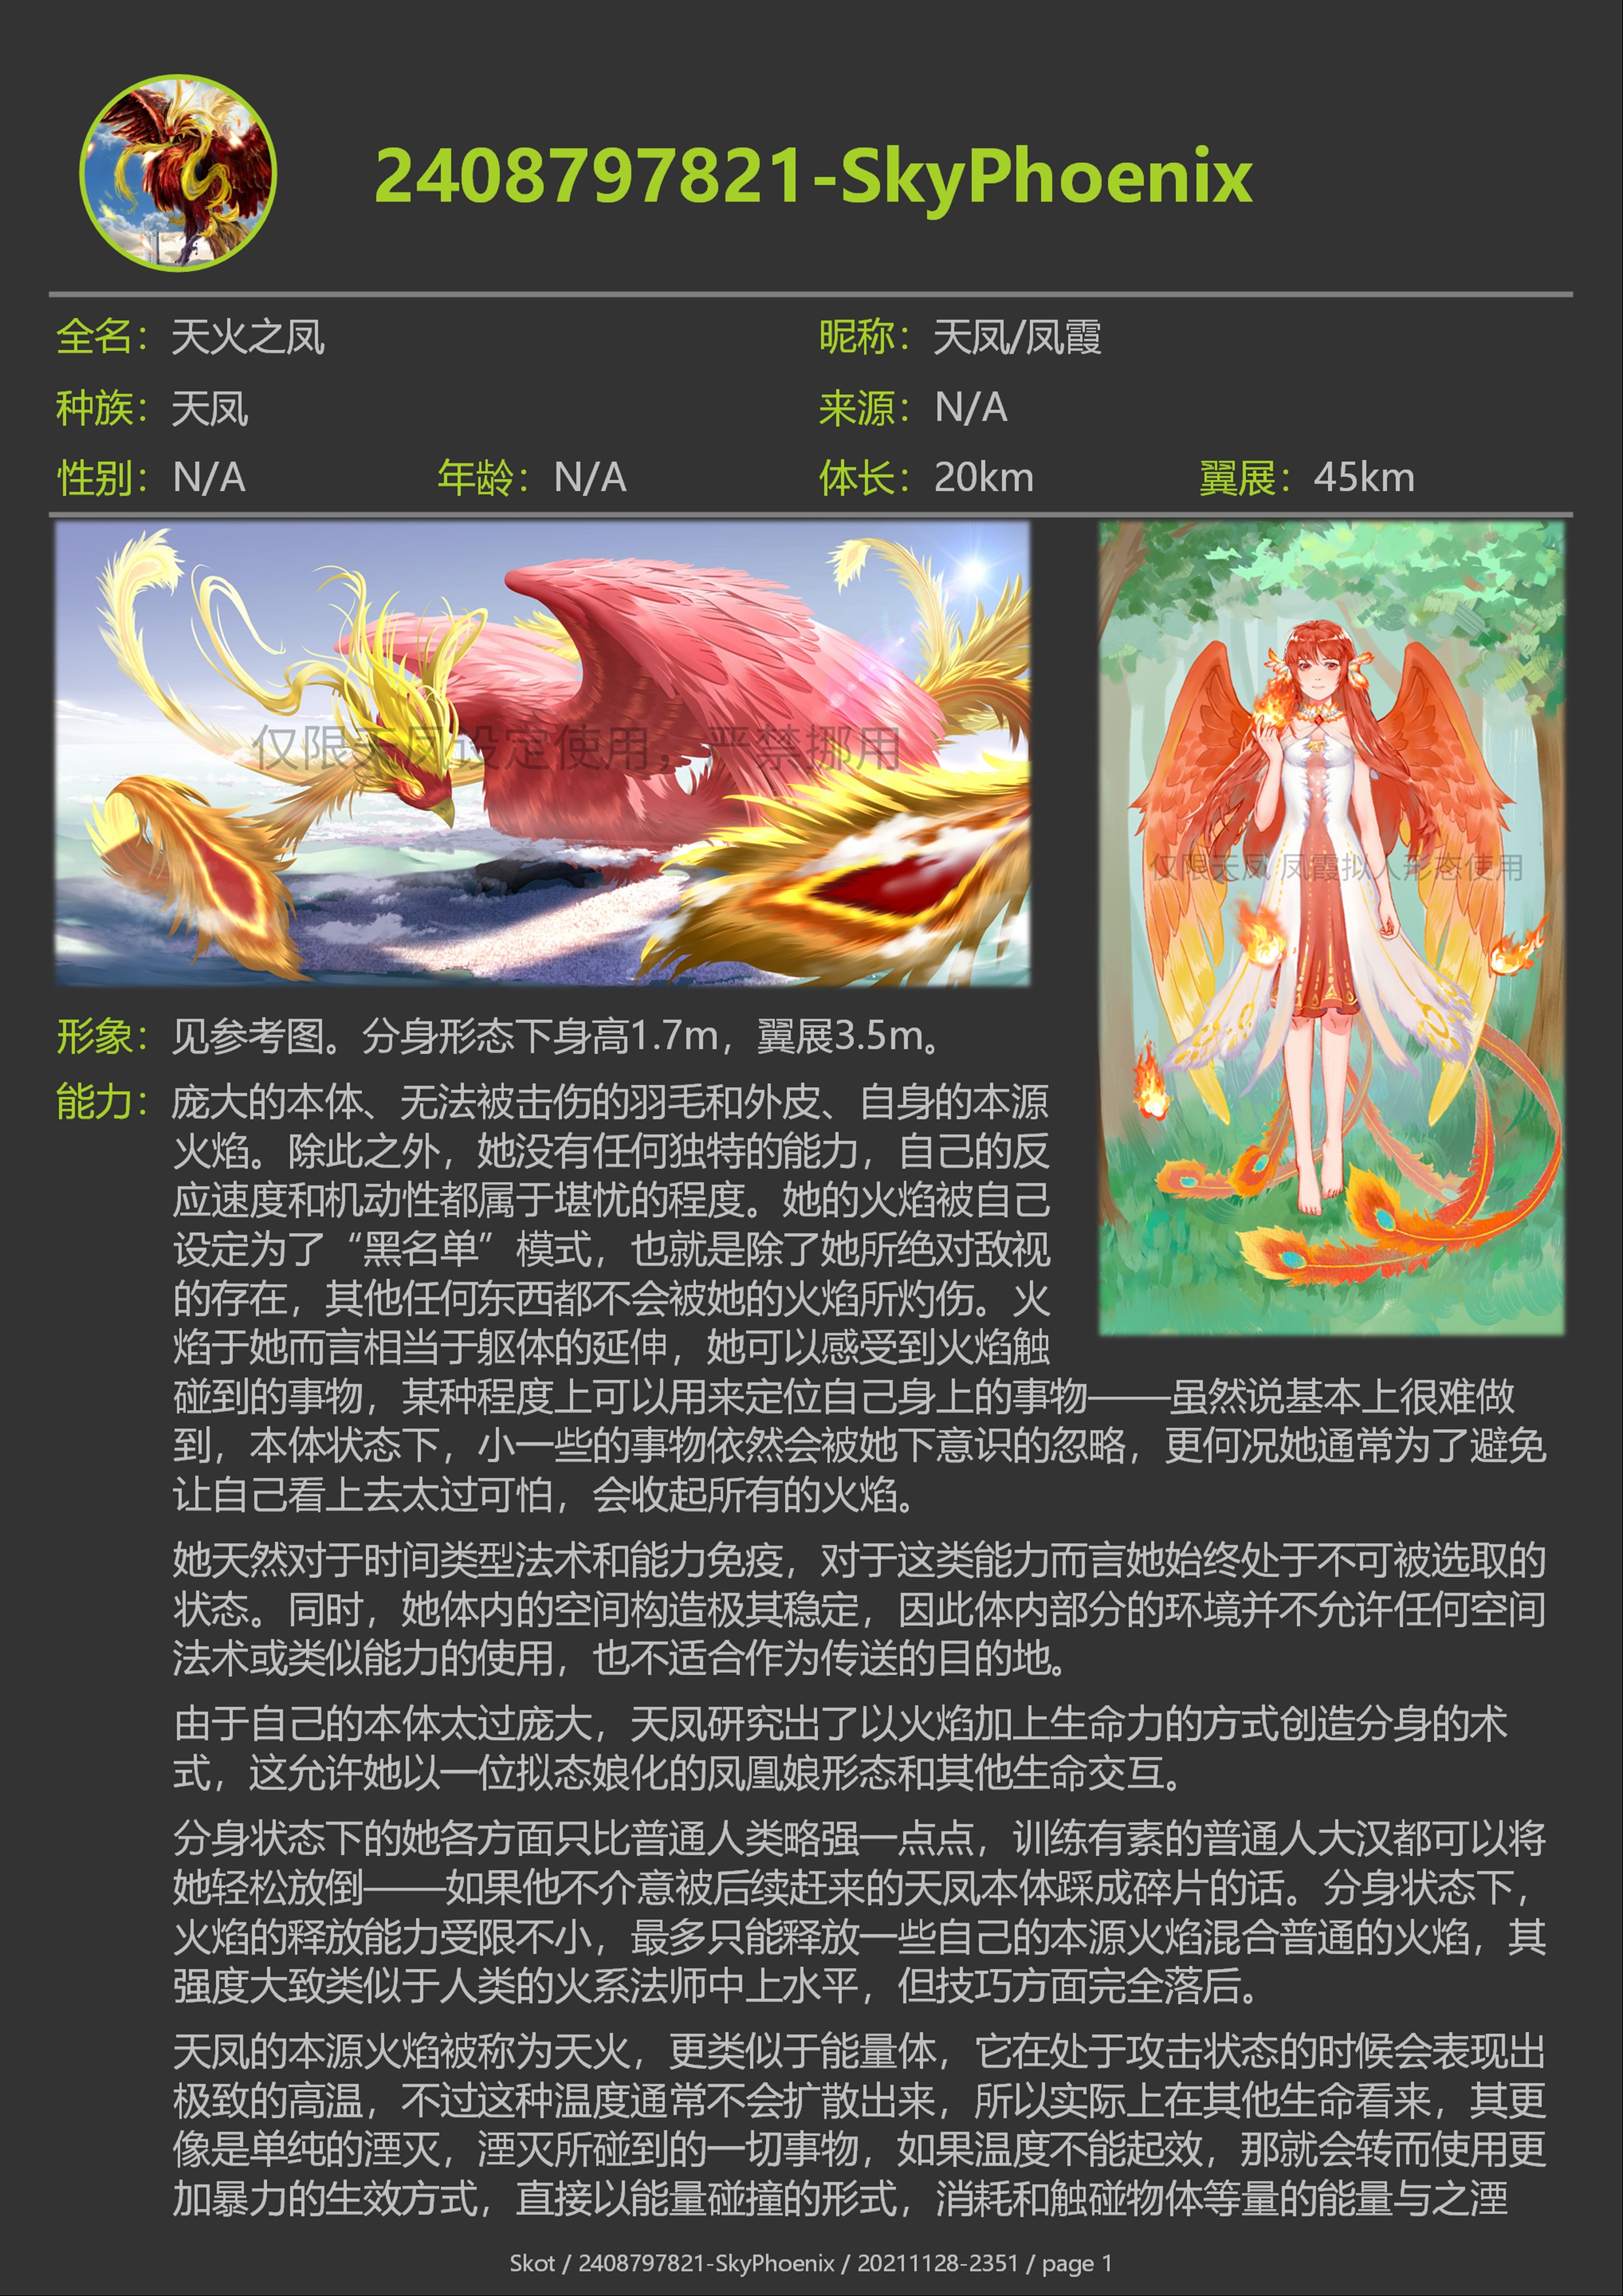 2408797821-SkyPhoenix
全名：天火之凤
昵称：天凤/凤霞
种族：天凤
来源：N/A
性别：N/A
年龄：N/A
体长：20km
翼展：45km
仅限天凤设定使用，严禁挪用
仅限天凤 凤霞拟人形态使用
形象：见参考图。分身形态下身高1.7m，翼展3.5m。
能力：庞大的本体、无法被击伤的羽毛和外皮、自身的本源
火焰。除此之外，她没有任何独特的能力，自己的反
应速度和机动性都属于堪忧的程度。她的火焰被自己
设定为了“黑名单”模式，也就是除了她所绝对敌视
的存在，其他任何东西都不会被她的火焰所灼伤。火
焰于她而言相当于躯体的延伸，她可以感受到火焰触
碰到的事物，某种程度上可以用来定位自己身上的事物——虽然说基本上很难做
到，本体状态下，小一些的事物依然会被她下意识的忽略，更何况她通常为了避免
让自己看上去太过可怕，会收起所有的火焰。
她天然对于时间类型法术和能力免疫，对于这类能力而言她始终处于不可被选取的
状态。同时，她体内的空间构造极其稳定，因此体内部分的环境并不允许任何空间
法术或类似能力的使用，也不适合作为传送的目的地。
由于自己的本体太过庞大，天凤研究出了以火焰加上生命力的方式创造分身的术
式，这允许她以一位拟态娘化的凤凰娘形态和其他生命交互。
分身状态下的她各方面只比普通人类略强一点点，训练有素的普通人大汉都可以将
她轻松放倒——如果他不介意被后续赶来的天凤本体踩成碎片的话。分身状态下，
火焰的释放能力受限不小，最多只能释放一些自己的本源火焰混合普通的火焰，其
强度大致类似于人类的火系法师中上水平，但技巧方面完全落后。
天凤的本源火焰被称为天火，更类似于能量体，它在处于攻击状态的时候会表现出
极致的高温，不过这种温度通常不会扩散出来，所以实际上在其他生命看来，其更
像是单纯的湮灭，湮灭所碰到的一切事物，如果温度不能起效，那就会转而使用更
加暴力的生效方式，直接以能量碰撞的形式，消耗和触碰物体等量的能量与之湮
Skot / 2408797821-SkyPhoenix / 20211128-2351 / page 1